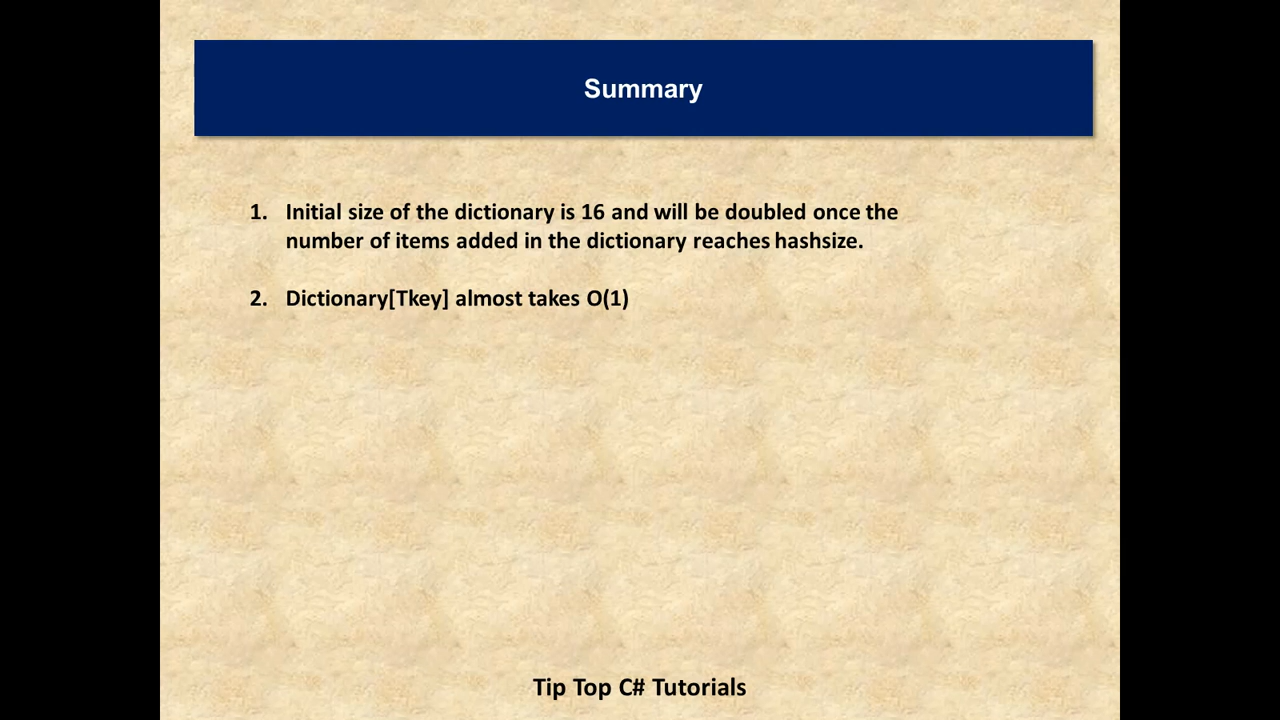 Summary
1. Initial size of the dictionary is 16 and will be doubled once the
number of items added in the dictionary reaches hashsize.
2. Dictionary[Tkey] almost takes O(1)
Tip Top C# Tutorials